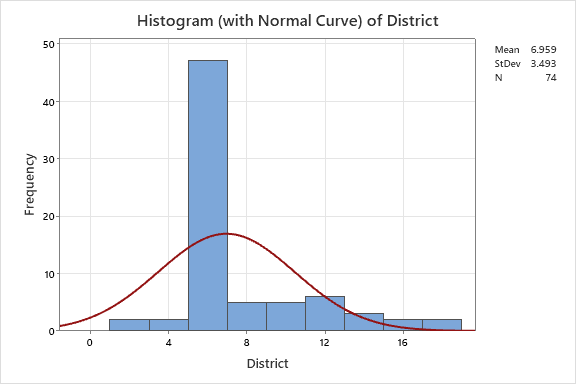 Histogram (with Normal Curve) of District
Mean 6.959
StDev 3.493
N 74
Frequency
50
40
30
20
10
0
0 4 8 12 16
District